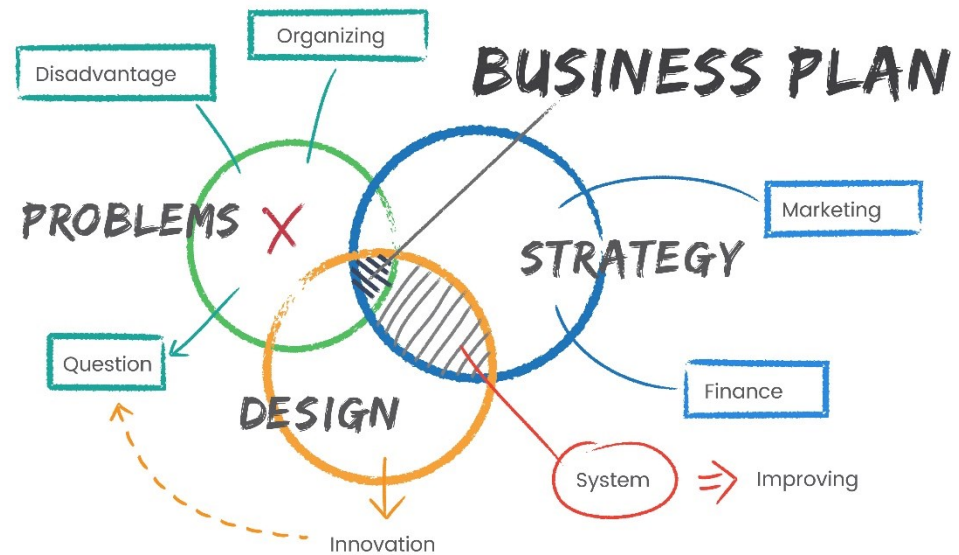 Organizing
Disadvantage
BUSINESS PLAN
PROBLEMS
X
Marketing
STRATEGY
Question
Finance
DESIGN
System
Improving
Innovation